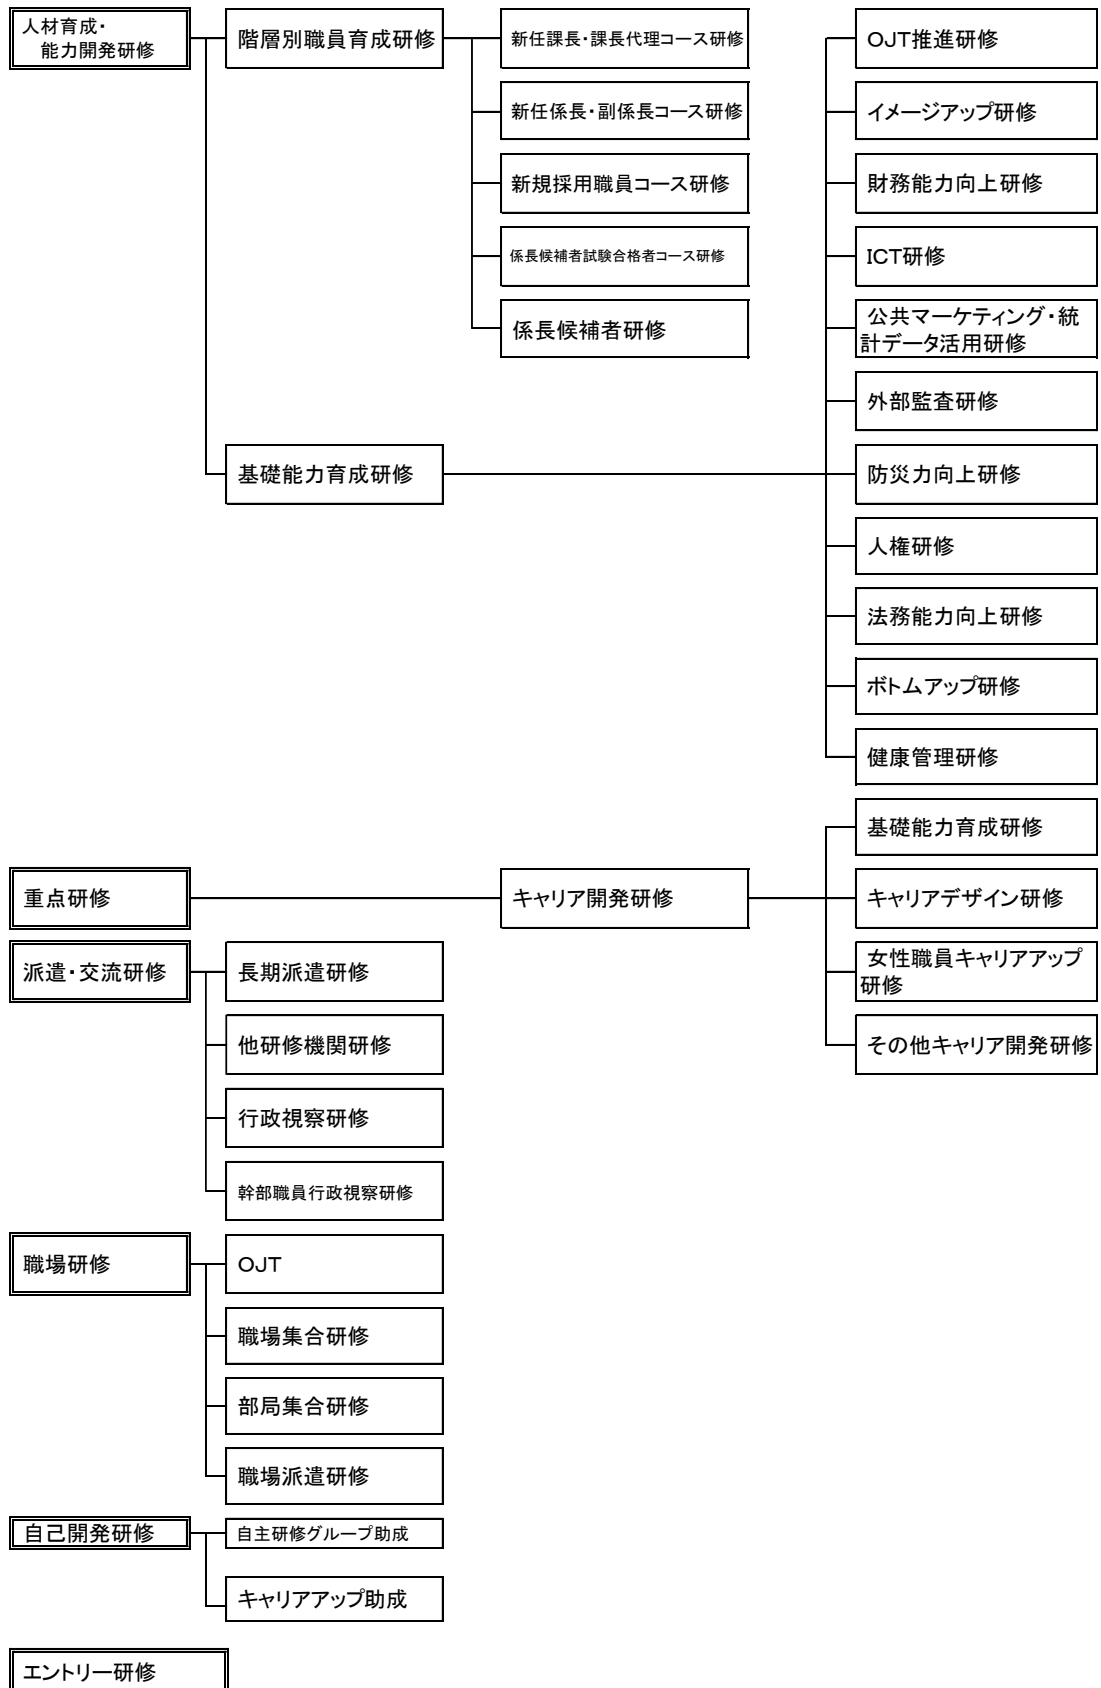 人材育成・
能力開発研修
階層別職員育成研修
新任課長・課長代理コース研修
新任係長・副係長コース研修
新規採用職員コース研修
係長候補者試験合格者コース研修
係長候補者研修
基礎能力育成研修
OJT推進研修
イメージアップ研修
財務能力向上研修
ICT研修
公共マーケティング・統
計データ活用研修
外部監査研修
防災力向上研修
人権研修
法務能力向上研修
ボトムアップ研修
健康管理研修
重点研修
キャリア開発研修
基礎能力育成研修
キャリアデザイン研修
女性職員キャリアアップ
研修
その他キャリア開発研修
派遣・交流研修
長期派遣研修
他研修機関研修
行政視察研修
幹部職員行政視察研修
職場研修
OJT
職場集合研修
部局集合研修
職場派遣研修
自己開発研修
自主研修グループ助成
キャリアアップ助成
エントリー研修